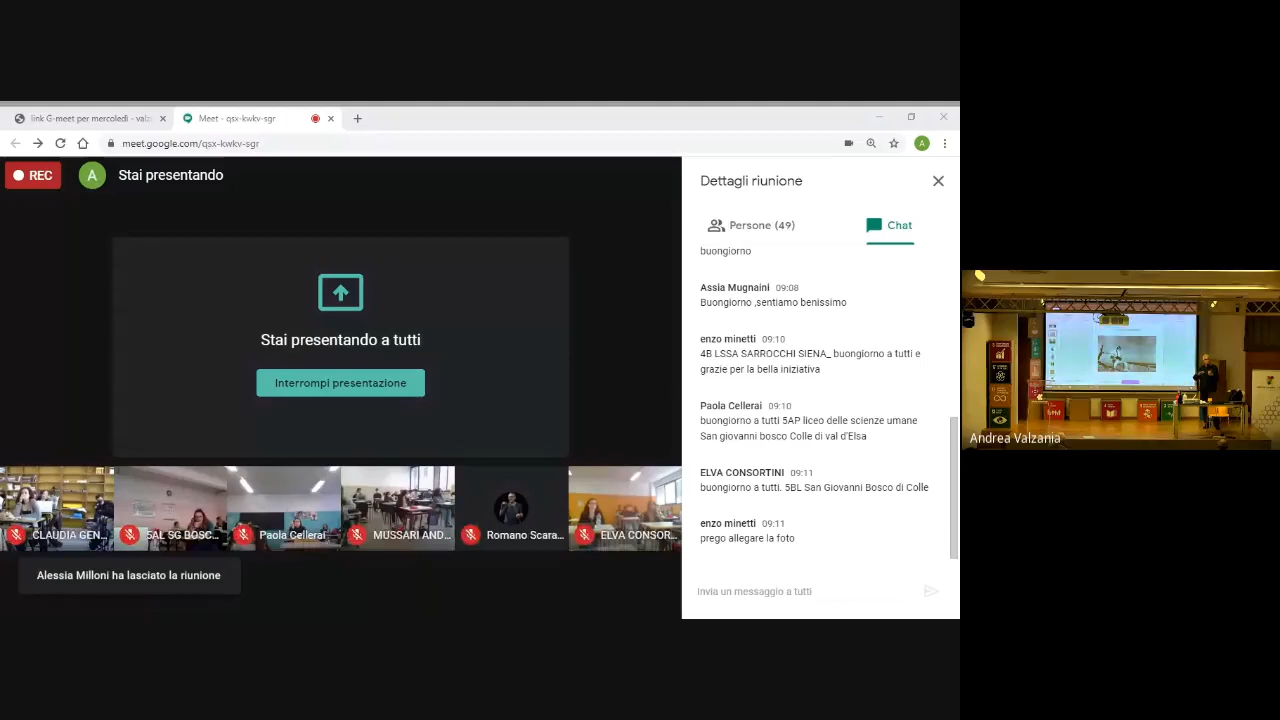 link G-meet per mercoledì - valz
Meet - qsx-kwkv-sgr
meet.google.com/qsx-kwkv-sgr
A
REC
A
Stai presentando
Stai presentando a tutti
Interrompi presentazione
CLAUDIA GEN...
5AL SG BOSC...
Paola Cellerai
MUSSARI AND...
Romano Scara...
ELVA CONSOR...
Alessia Milloni ha lasciato la riunione
Dettagli riunione
Persone (49)
Chat
buongiorno
Assia Mugnaini 09:08
Buongiorno ,sentiamo benissimo
enzo minetti 09:10
4B LSSA SARROCCHI SIENA_ buongiorno a tutti e
grazie per la bella iniziativa
Paola Cellerai 09:10
buongiorno a tutti 5AP liceo delle scienze umane
San giovanni bosco Colle di val d'Elsa
ELVA CONSORTINI 09:11
buongiorno a tutti. 5BL San Giovanni Bosco di Colle
enzo minetti 09:11
prego allegare la foto
Invia un messaggio a tutti
Andrea Valzania